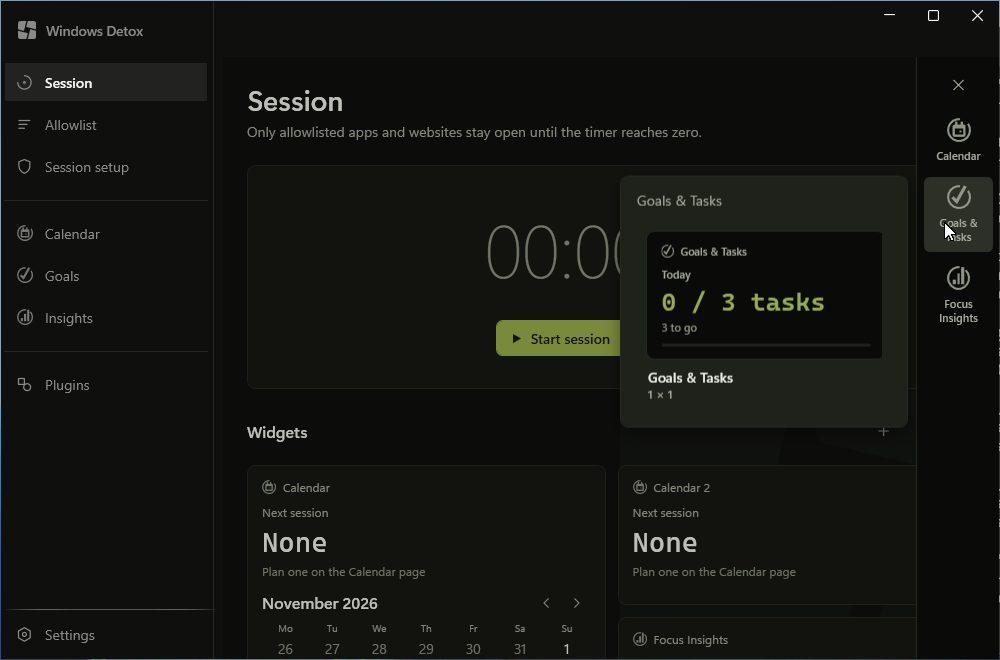 Windows Detox
Session
Allowlist
Session setup
Calendar
Goals
Insights
Plugins
Settings
Session
Only allowlisted apps and websites stay open until the timer reaches zero.
00:0
Start session
Widgets
Calendar
Next session
None
Plan one on the Calendar page
November 2026
Mo Tu We Th Fr Sa Su
26 27 28 29 30 31 1
Calendar 2
Next session
None
Plan one on the Calendar page
Focus Insights
Goals & Tasks
Goals & Tasks
Today
0 / 3 tasks
3 to go
Goals & Tasks
1 × 1
Calendar
Goals &
Tasks
Focus
Insights